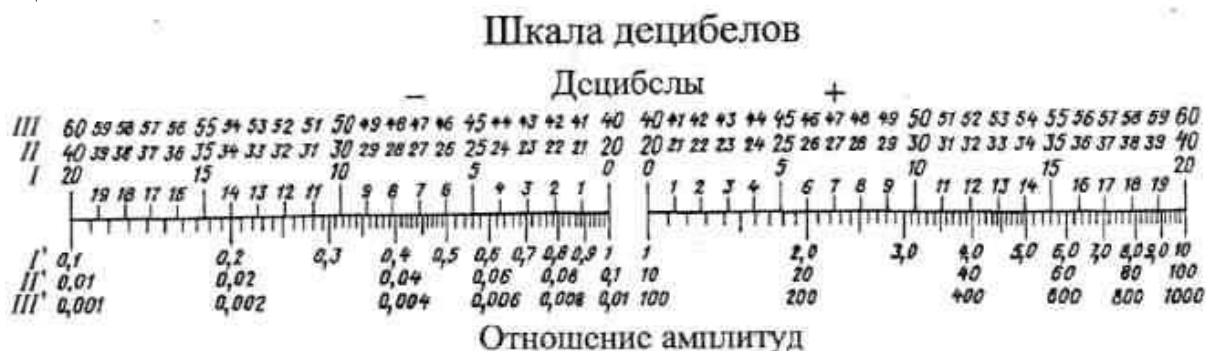 Шкала децибелов
Децибелы
− +
III 60 59 58 57 56 55 54 53 52 51 50 49 48 47 46 45 44 43 42 41 40 40 41 42 43 44 45 46 47 48 49 50 51 52 53 54 55 56 57 58 59 60
II 40 39 38 37 36 35 34 33 32 31 30 29 28 27 26 25 24 23 22 21 20 20 21 22 23 24 25 26 27 28 29 30 31 32 33 34 35 36 37 38 39 40
I 20 15 10 5 0 0 5 10 15 20
19 18 17 16 14 13 12 11 9 8 7 6 4 3 2 1 1 2 3 4 6 7 8 9 11 12 13 14 16 17 18 19
I' 0,1 0,2 0,3 0,4 0,5 0,6 0,7 0,8 0,9 1 1 2,0 3,0 4,0 5,0 6,0 7,0 8,0 9,0 10
II' 0,01 0,02 0,04 0,06 0,08 0,1 10 20 40 60 80 100
III' 0,001 0,002 0,004 0,006 0,008 0,01 100 200 400 600 800 1000
Отношение амплитуд